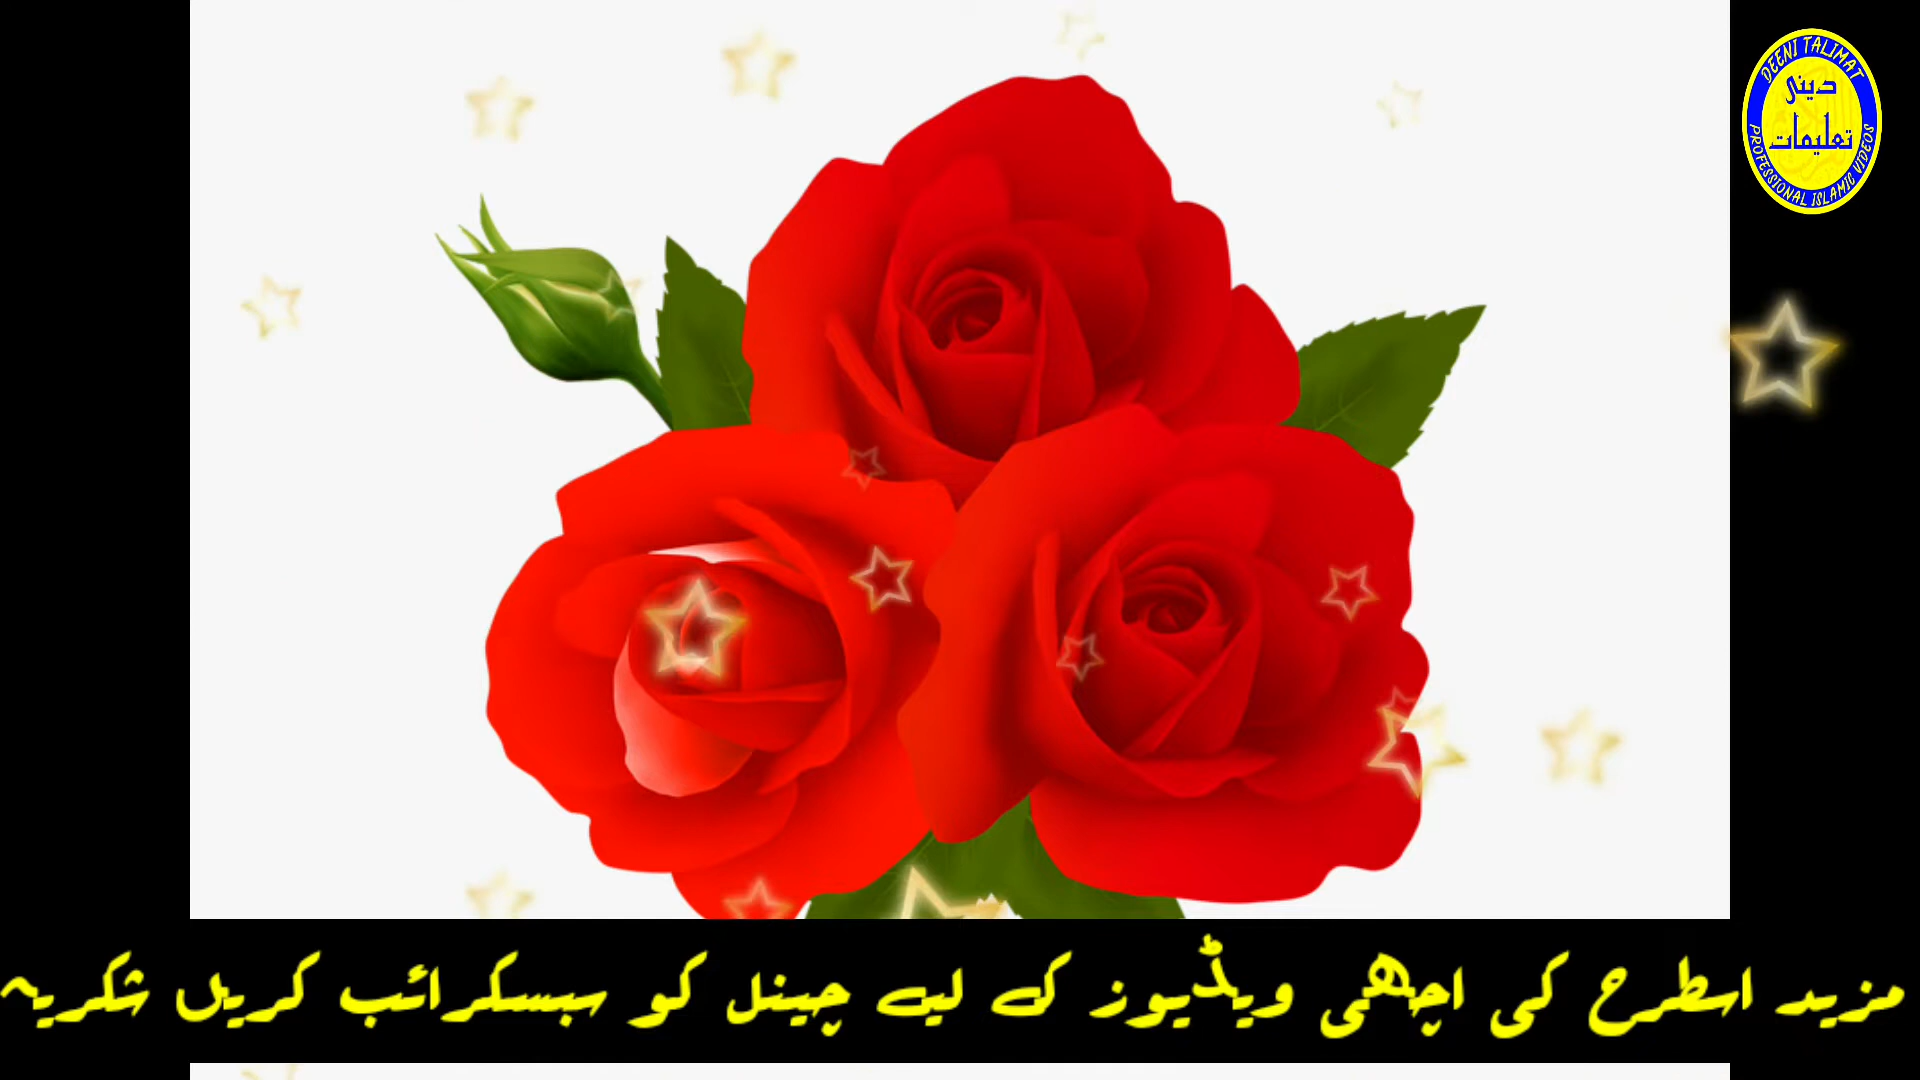 DEENI TALIMAT
دینی
تعلیمات
PROFESSIONAL ISLAMIC VIDEOS
مزید اسطرح کی اچھی ویڈیوز کے لیے چینل کو سبسکرائب کریں شکریہ